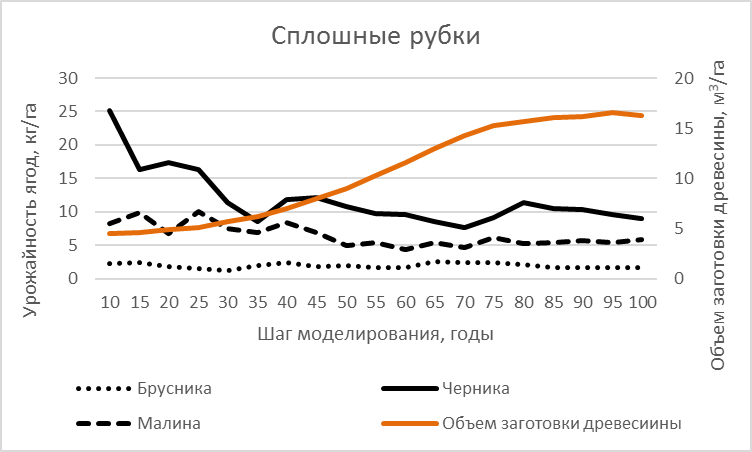 Сплошные рубки
Урожайность ягод, кг/га
30
25
20
15
10
5
0
20
15
10
5
0
Объем заготовки древесины, м³/га
10 15 20 25 30 35 40 45 50 55 60 65 70 75 80 85 90 95 100
Шаг моделирования, годы
Брусника
Черника
Малина
Объем заготовки древесиины